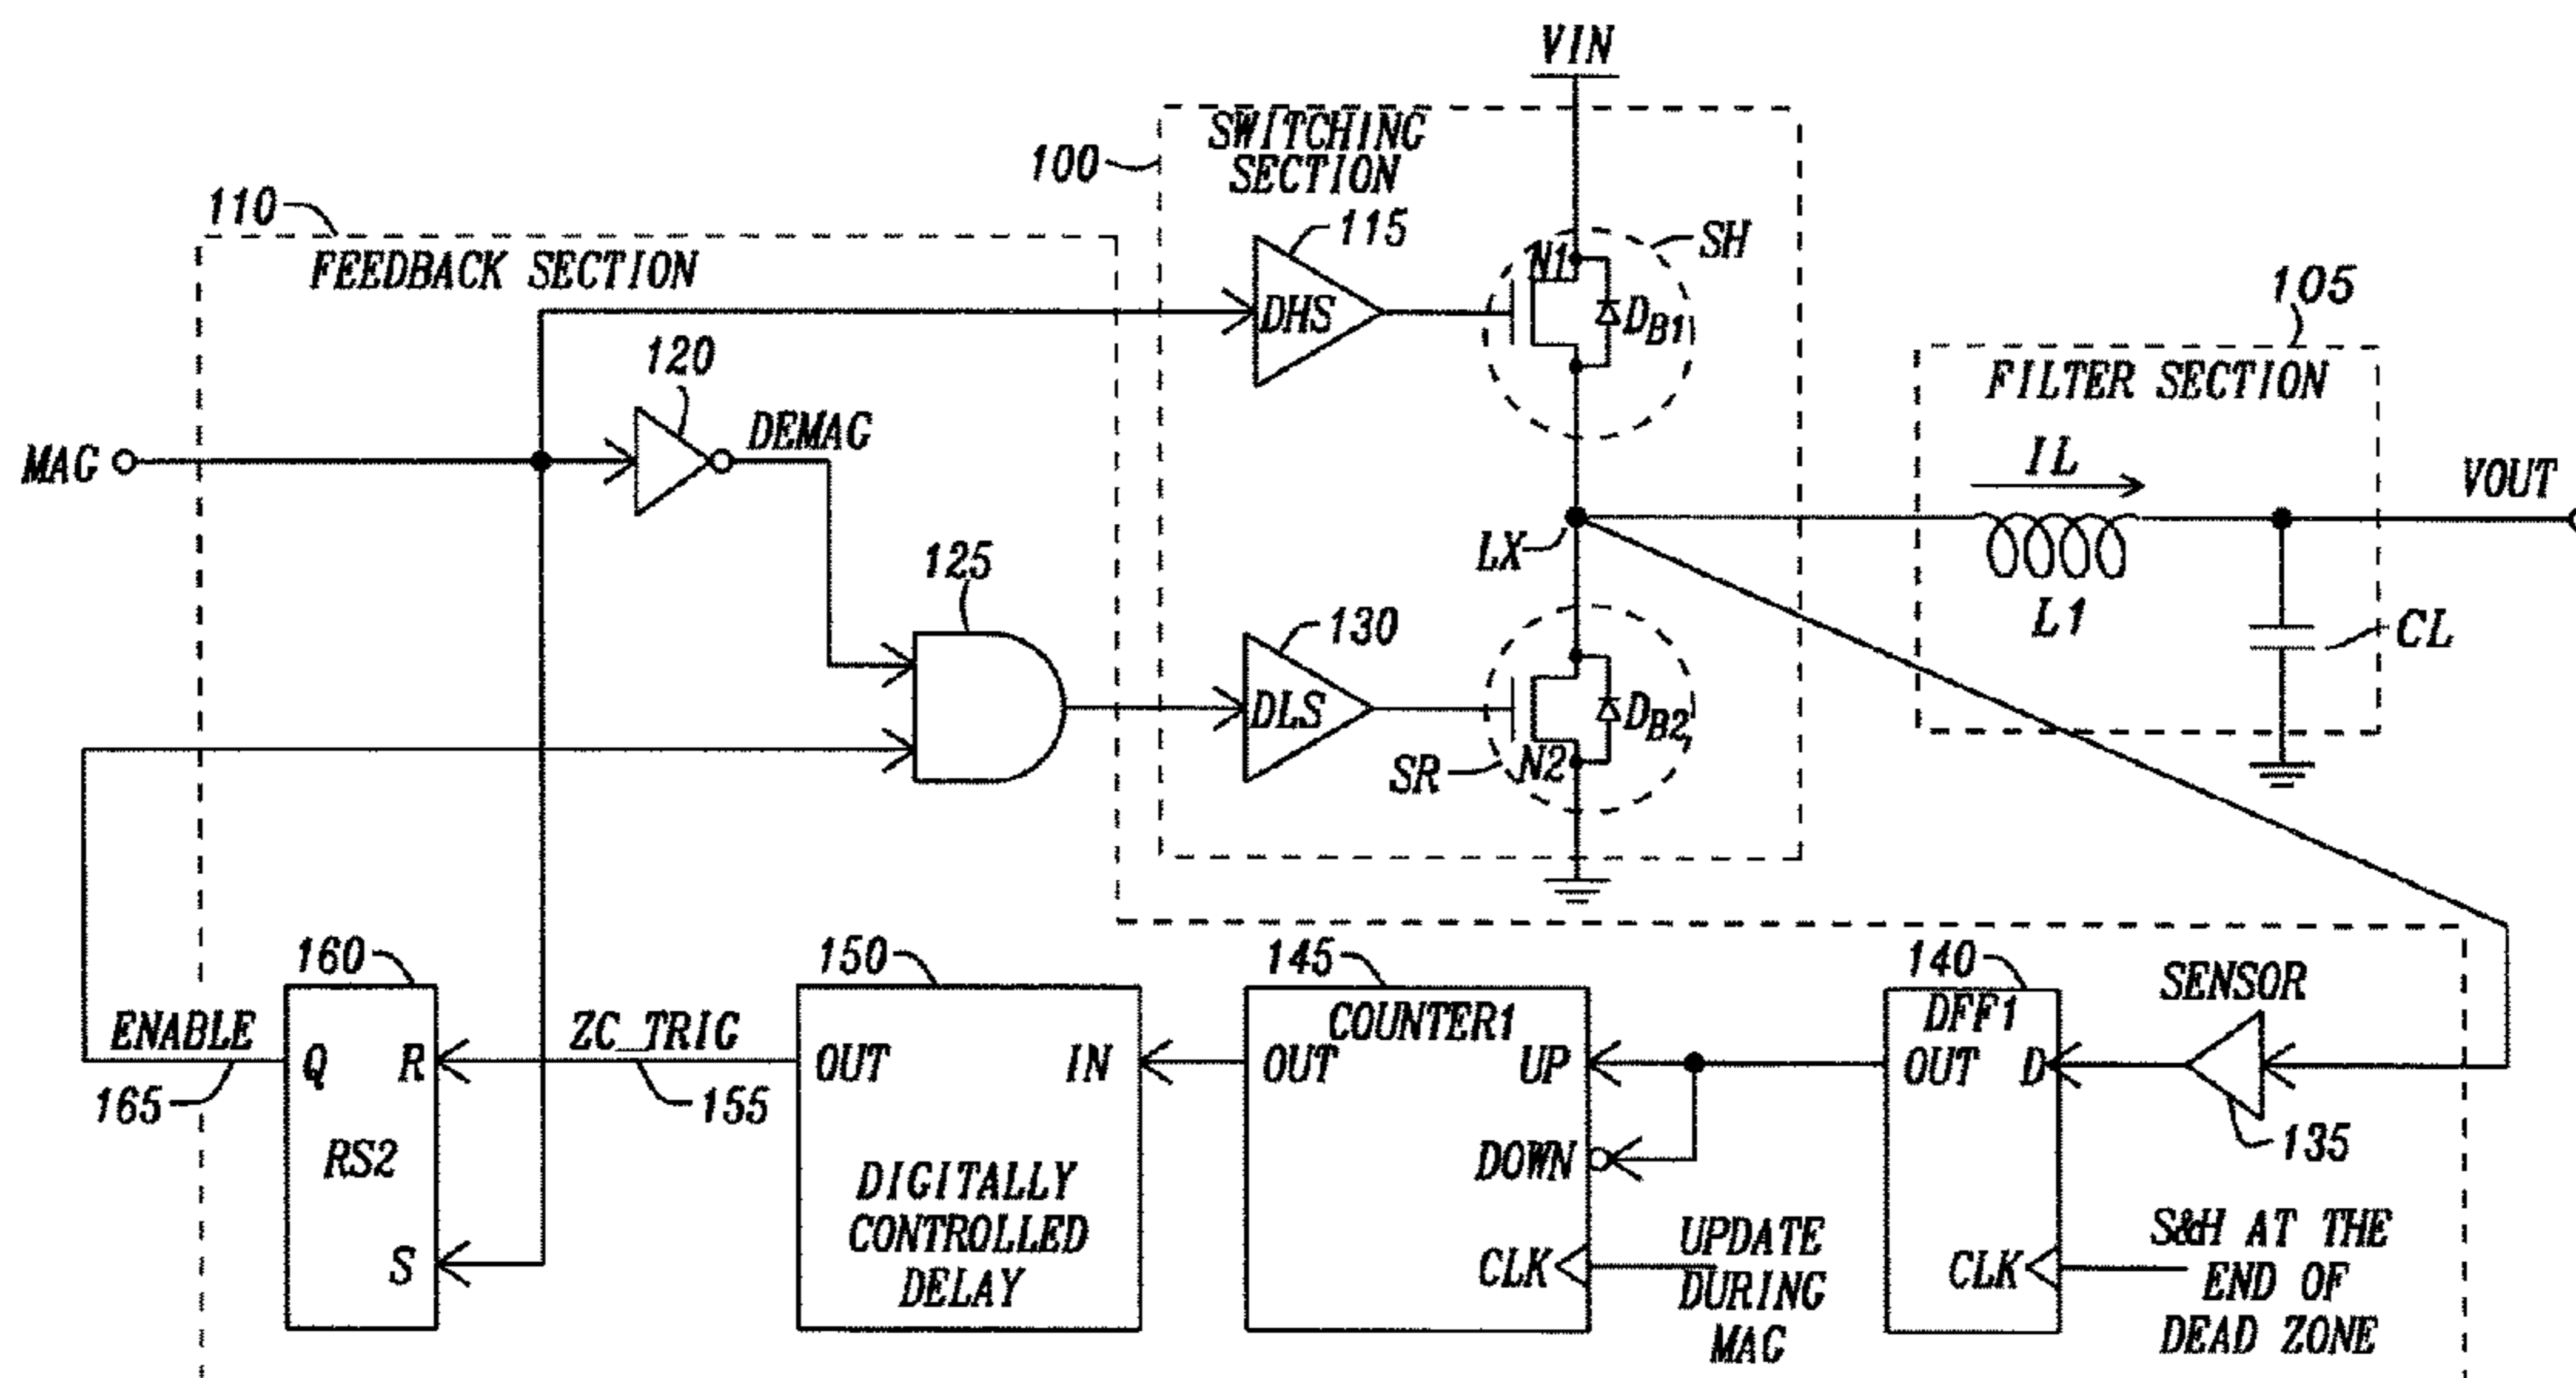 VIN
100
SWITCHING
SECTION
110
FEEDBACK SECTION
115
DHS
N1
SH
DB1
105
FILTER SECTION
120
DEMAG
MAG
IL
VOUT
LX
L1
CL
125
130
DLS
SR
N2
DB2
160
ENABLE
165
Q
R
RS2
S
ZC_TRIG
155
150
OUT
IN
DIGITALLY
CONTROLLED
DELAY
145
COUNTER1
OUT
UP
DOWN
CLK
UPDATE
DURING
MAG
140
DFF1
OUT
D
CLK
SENSOR
135
S&H AT THE
END OF
DEAD ZONE